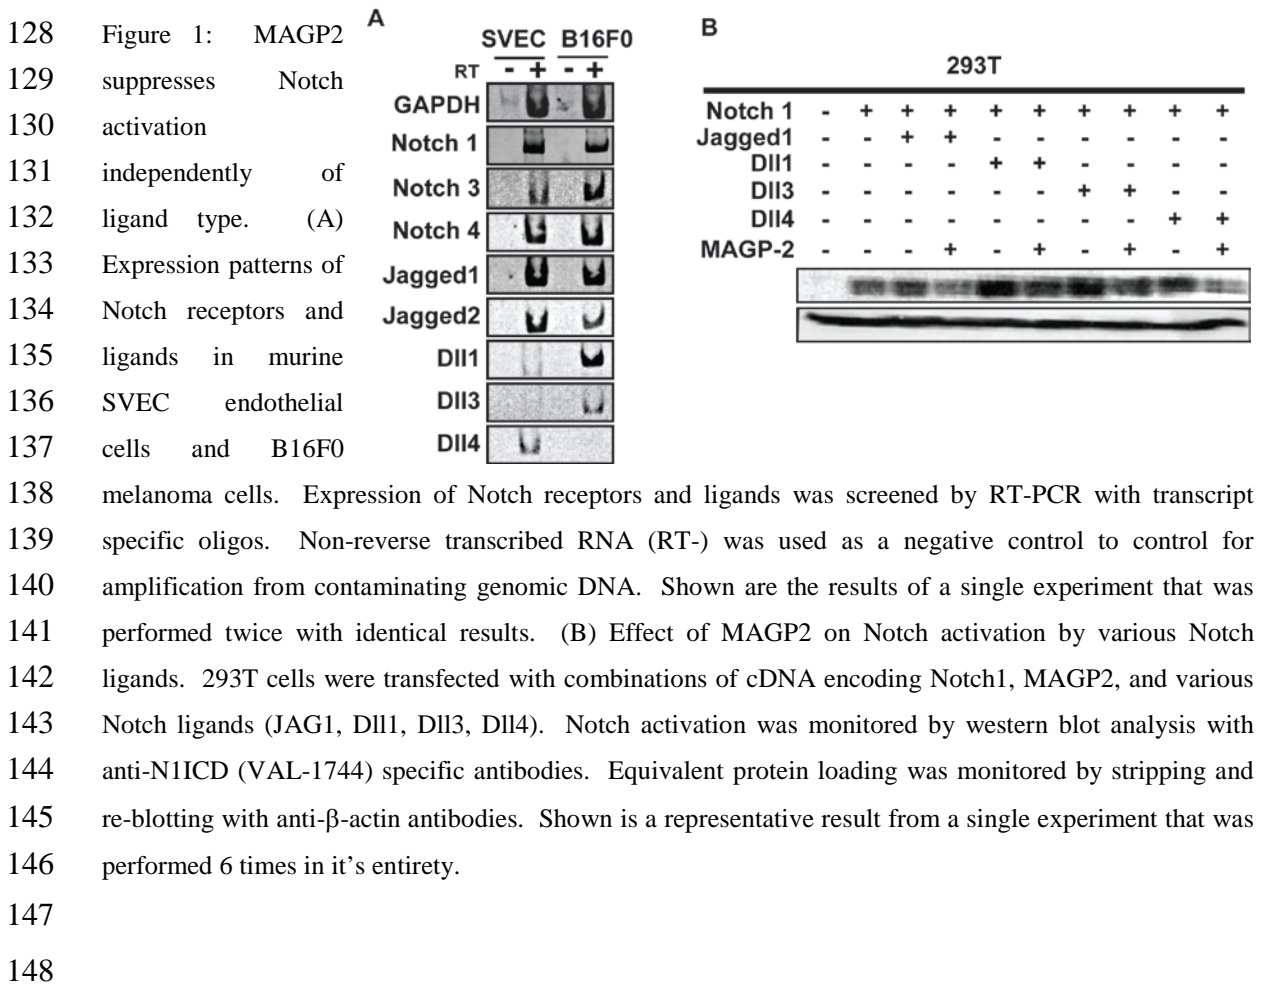 128 Figure 1: MAGP2
129 suppresses Notch
130 activation
131 independently of
132 ligand type. (A)
133 Expression patterns of
134 Notch receptors and
135 ligands in murine
136 SVEC endothelial
137 cells and B16F0
A
SVEC B16F0
RT - + - +
GAPDH
Notch 1
Notch 3
Notch 4
Jagged1
Jagged2
Dll1
Dll3
Dll4
B
293T
Notch 1 - + + + + + + + + +
Jagged1 - - + + - - - - - -
Dll1 - - - - + + - - - -
Dll3 - - - - - - + + - -
Dll4 - - - - - - - - + +
MAGP-2 - - - + - + - + - +
138 melanoma cells. Expression of Notch receptors and ligands was screened by RT-PCR with transcript
139 specific oligos. Non-reverse transcribed RNA (RT-) was used as a negative control to control for
140 amplification from contaminating genomic DNA. Shown are the results of a single experiment that was
141 performed twice with identical results. (B) Effect of MAGP2 on Notch activation by various Notch
142 ligands. 293T cells were transfected with combinations of cDNA encoding Notch1, MAGP2, and various
143 Notch ligands (JAG1, Dll1, Dll3, Dll4). Notch activation was monitored by western blot analysis with
144 anti-N1ICD (VAL-1744) specific antibodies. Equivalent protein loading was monitored by stripping and
145 re-blotting with anti-β-actin antibodies. Shown is a representative result from a single experiment that was
146 performed 6 times in it's entirety.
147
148